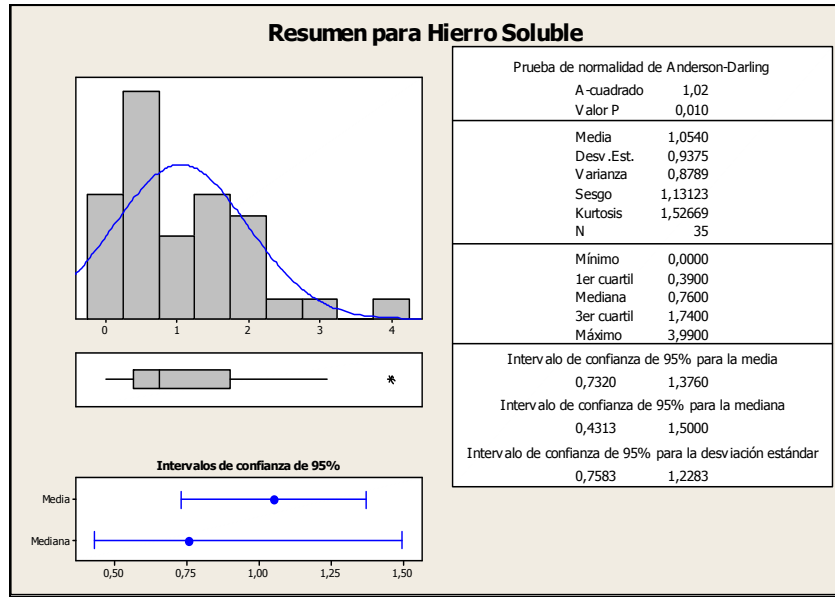 Resumen para Hierro Soluble
0 1 2 3 4
Intervalos de confianza de 95%
Media
Mediana
0,50 0,75 1,00 1,25 1,50
Prueba de normalidad de Anderson-Darling
A-cuadrado 1,02
Valor P 0,010
Media 1,0540
Desv.Est. 0,9375
Varianza 0,8789
Sesgo 1,13123
Kurtosis 1,52669
N 35
Mínimo 0,0000
1er cuartil 0,3900
Mediana 0,7600
3er cuartil 1,7400
Máximo 3,9900
Intervalo de confianza de 95% para la media
0,7320 1,3760
Intervalo de confianza de 95% para la mediana
0,4313 1,5000
Intervalo de confianza de 95% para la desviación estándar
0,7583 1,2283